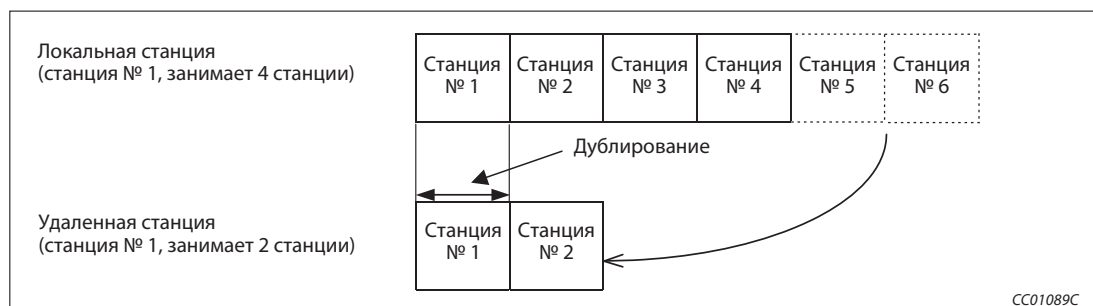 Локальная станция
(станция № 1, занимает 4 станции)
Станция
№ 1
Станция
№ 2
Станция
№ 3
Станция
№ 4
Станция
№ 5
Станция
№ 6
Дублирование
Удаленная станция
(станция № 1, занимает 2 станции)
Станция
№ 1
Станция
№ 2
CC01089C